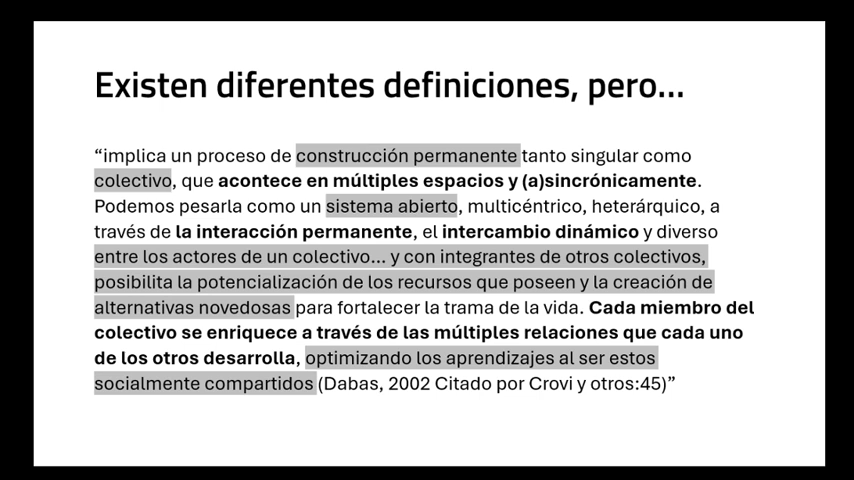 Existen diferentes definiciones, pero...
“implica un proceso de construcción permanente tanto singular como
colectivo, que acontece en múltiples espacios y (a)sincrónicamente.
Podemos pesarla como un sistema abierto, multicéntrico, heterárquico, a
través de la interacción permanente, el intercambio dinámico y diverso
entre los actores de un colectivo... y con integrantes de otros colectivos,
posibilita la potencialización de los recursos que poseen y la creación de
alternativas novedosas para fortalecer la trama de la vida. Cada miembro del
colectivo se enriquece a través de las múltiples relaciones que cada uno
de los otros desarrolla, optimizando los aprendizajes al ser estos
socialmente compartidos (Dabas, 2002 Citado por Crovi y otros:45)”